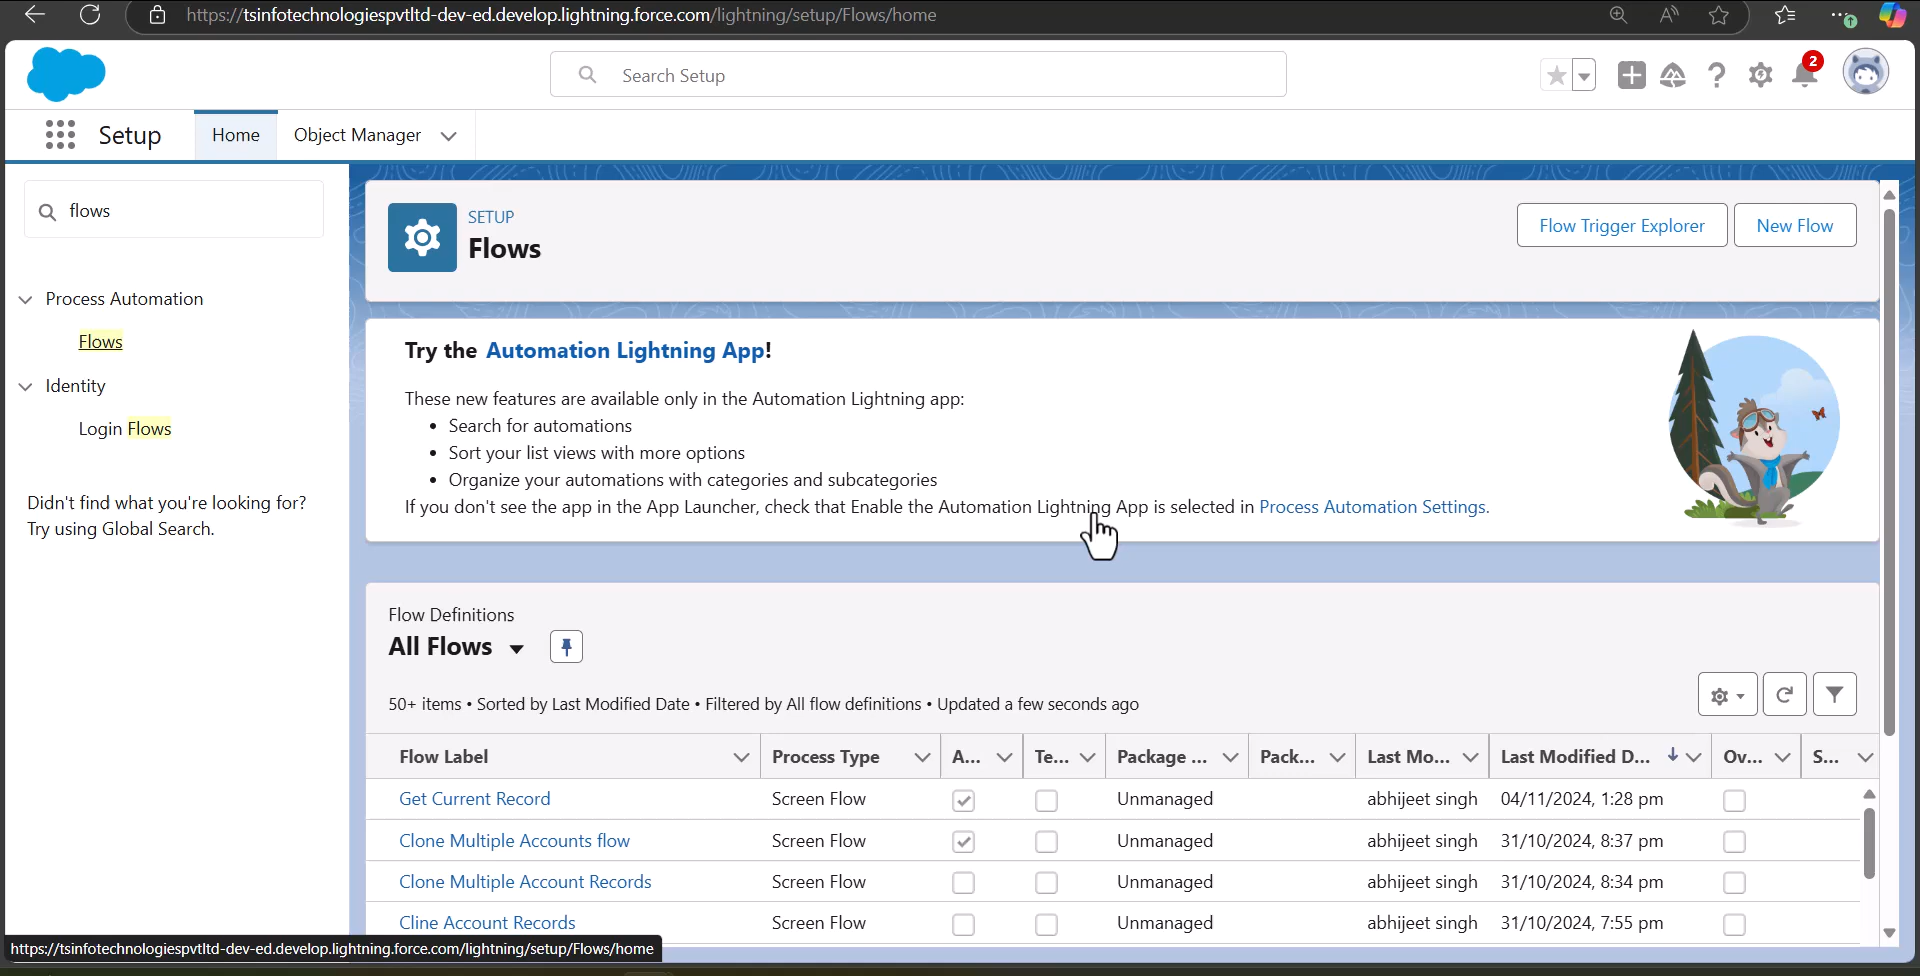 https://tsinfotechnologiespvtltd-dev-ed.develop.lightning.force.com/lightning/setup/Flows/home
Search Setup
2
Setup
Home
Object Manager
flows
Process Automation
Flows
Identity
Login Flows
Didn't find what you're looking for?
Try using Global Search.
SETUP
Flows
Flow Trigger Explorer
New Flow
Try the Automation Lightning App!
These new features are available only in the Automation Lightning app:
• Search for automations
• Sort your list views with more options
• Organize your automations with categories and subcategories
If you don't see the app in the App Launcher, check that Enable the Automation Lightning App is selected in Process Automation Settings.
Flow Definitions
All Flows
50+ items • Sorted by Last Modified Date • Filtered by All flow definitions • Updated a few seconds ago
Flow Label Process Type A... Te... Package ... Pack... Last Mo... Last Modified D... Ov... S...
Get Current Record Screen Flow Unmanaged abhijeet singh 04/11/2024, 1:28 pm
Clone Multiple Accounts flow Screen Flow Unmanaged abhijeet singh 31/10/2024, 8:37 pm
Clone Multiple Account Records Screen Flow Unmanaged abhijeet singh 31/10/2024, 8:34 pm
Cline Account Records Screen Flow Unmanaged abhijeet singh 31/10/2024, 7:55 pm
https://tsinfotechnologiespvtltd-dev-ed.develop.lightning.force.com/lightning/setup/Flows/home